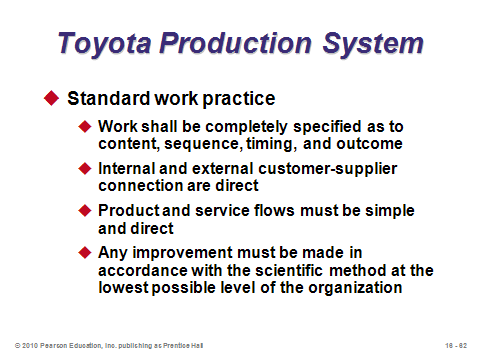 Toyota Production System
Standard work practice
Work shall be completely specified as to
content, sequence, timing, and outcome
Internal and external customer-supplier
connection are direct
Product and service flows must be simple
and direct
Any improvement must be made in
accordance with the scientific method at the
lowest possible level of the organization
© 2010 Pearson Education, Inc. publishing as Prentice Hall
16 - 62